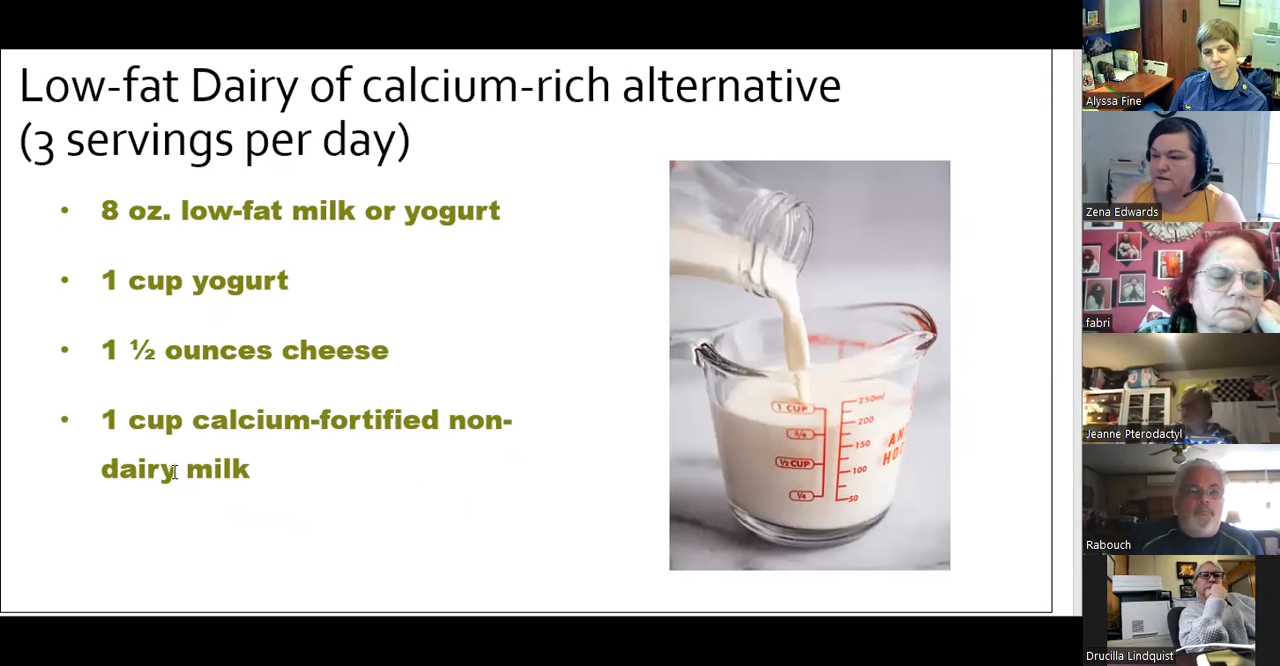 Low-fat Dairy of calcium-rich alternative
(3 servings per day)
• 8 oz. low-fat milk or yogurt
• 1 cup yogurt
• 1 ½ ounces cheese
• 1 cup calcium-fortified non-
dairy milk
1 CUP
3/4
½ CUP
¼
250ml
200
150
100
50
AN
HOC
Alyssa Fine
Zena Edwards
fabri
Jeanne Pterodactyl
Rabouch
Drucilla Lindquist